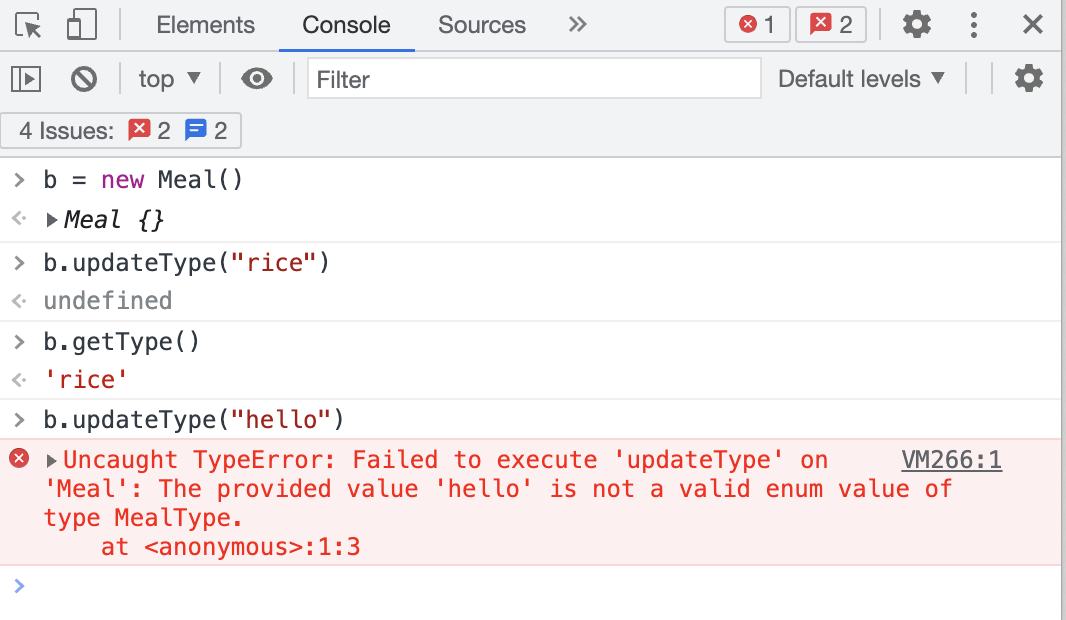 Elements Console Sources 1 2
top Filter Default levels
4 Issues: 2 2
> b = new Meal()
Meal {}
> b.updateType("rice")
undefined
> b.getType()
'rice'
> b.updateType("hello")
Uncaught TypeError: Failed to execute 'updateType' on VM266:1
'Meal': The provided value 'hello' is not a valid enum value of
type MealType.
at <anonymous>:1:3
>